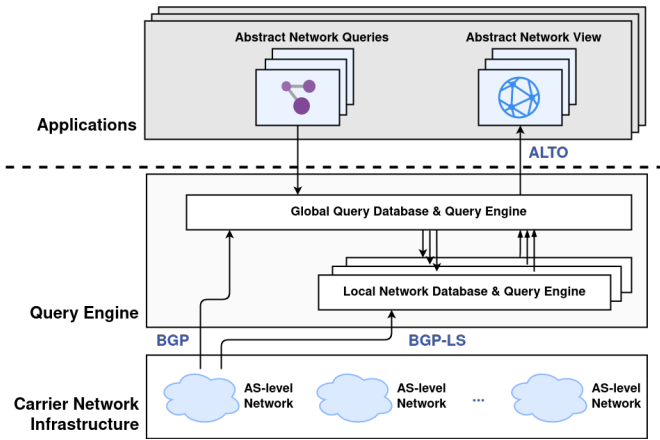 Abstract Network Queries
Abstract Network View
Applications
ALTO
Global Query Database & Query Engine
Local Network Database & Query Engine
Query Engine
BGP
BGP-LS
AS-level
Network
AS-level
Network
...
AS-level
Network
Carrier Network
Infrastructure